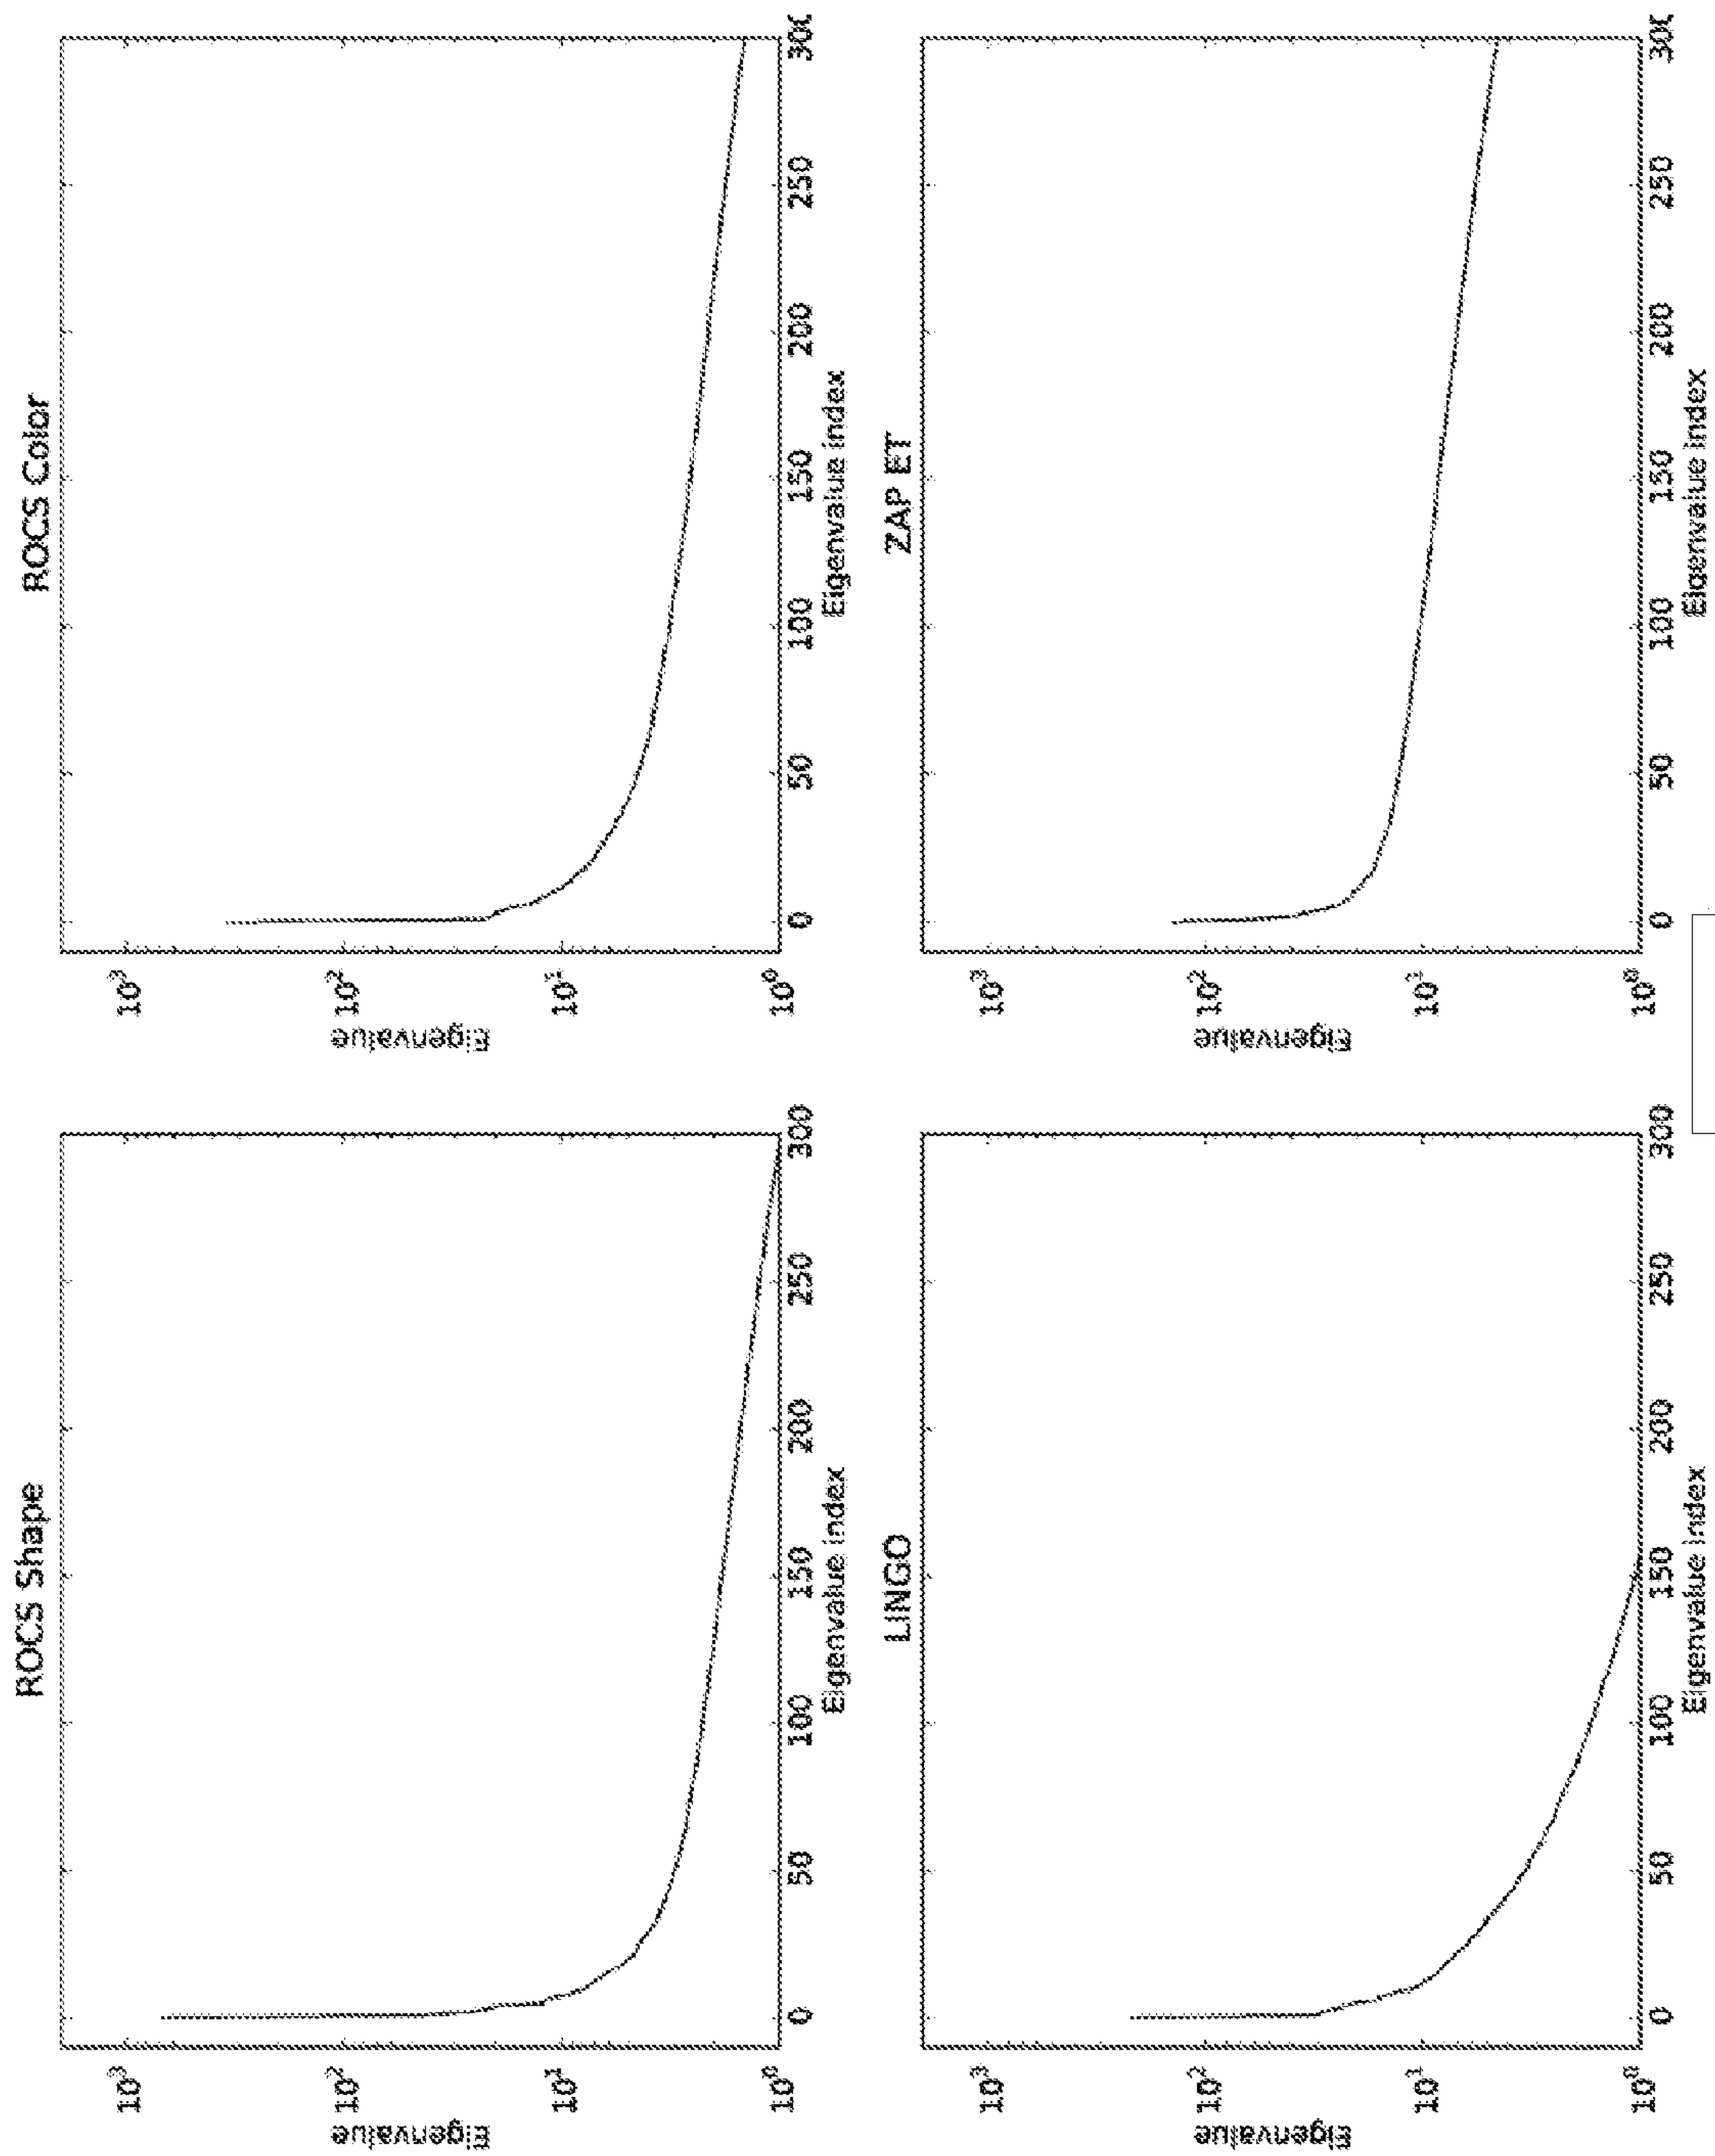 ROCS Shape
10³
10²
10¹
10⁰
Eigenvalue
0 50 100 150 200 250 300
Eigenvalue index
ROCS Color
10³
10²
10¹
10⁰
Eigenvalue
0 50 100 150 200 250 300
Eigenvalue index
LINGO
10³
10²
10¹
10⁰
Eigenvalue
0 50 100 150 200 250 300
Eigenvalue index
ZAP ET
10³
10²
10¹
10⁰
Eigenvalue
0 50 100 150 200 250 300
Eigenvalue index